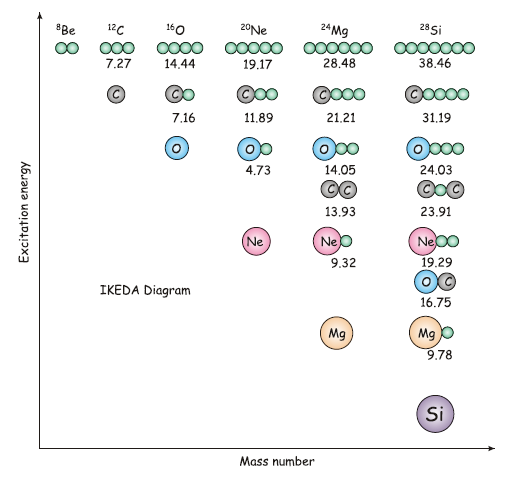 ⁸Be ¹²C ¹⁶O ²⁰Ne ²⁴Mg ²⁸Si
7.27 14.44 19.17 28.48 38.46
C C C C C
7.16 11.89 21.21 31.19
O O O O
4.73 14.05 24.03
C C C C
13.93 23.91
Ne Ne Ne
9.32 19.29
O C
IKEDA Diagram
16.75
Mg Mg
9.78
Si
Excitation energy
Mass number